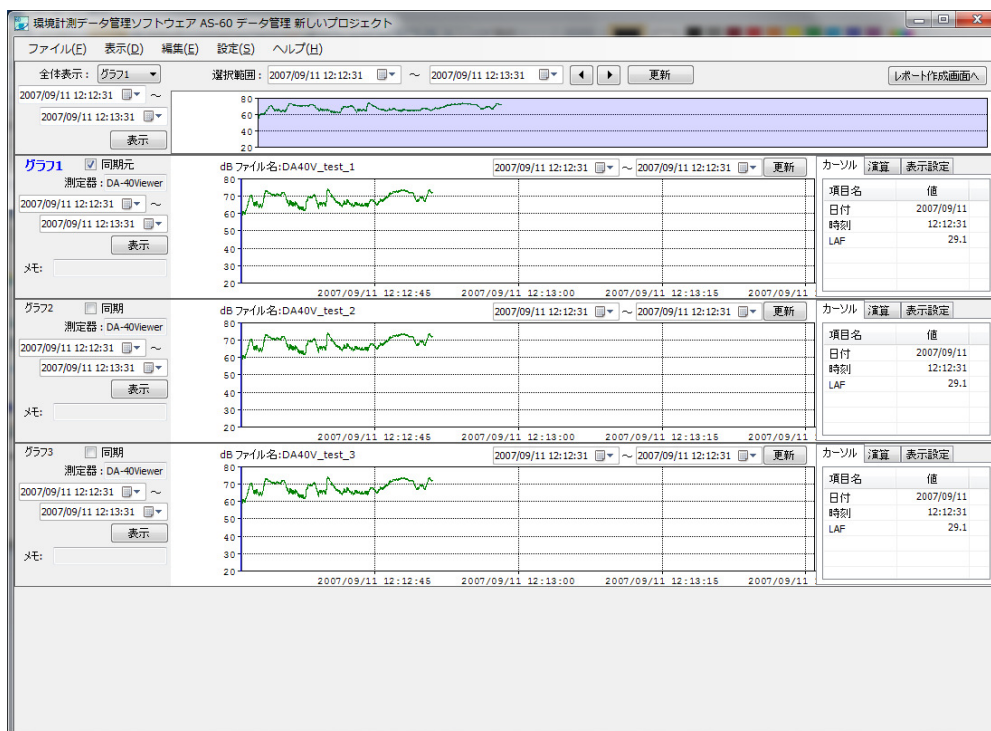 環境計測データ管理ソフトウェア AS-60 データ管理 新しいプロジェクト
ファイル(F) 表示(D) 編集(E) 設定(S) ヘルプ(H)
全体表示: グラフ1 選択範囲: 2007/09/11 12:12:31 ～ 2007/09/11 12:13:31 更新 レポート作成画面へ
2007/09/11 12:12:31 ～
2007/09/11 12:13:31
表示
80
60
40
20
グラフ1 同期元
測定器:DA-40Viewer
2007/09/11 12:12:31 ～
2007/09/11 12:13:31
表示
メモ:
dB ファイル名:DA40V_test_1 2007/09/11 12:12:31 ～ 2007/09/11 12:12:31 更新
80
70
60
50
40
30
20
2007/09/11 12:12:45 2007/09/11 12:13:00 2007/09/11 12:13:15 2007/09/11
カーソル 演算 表示設定
項目名 値
日付 2007/09/11
時刻 12:12:31
LAF 29.1
グラフ2 同期
測定器:DA-40Viewer
2007/09/11 12:12:31 ～
2007/09/11 12:13:31
表示
メモ:
dB ファイル名:DA40V_test_2 2007/09/11 12:12:31 ～ 2007/09/11 12:12:31 更新
80
70
60
50
40
30
20
2007/09/11 12:12:45 2007/09/11 12:13:00 2007/09/11 12:13:15 2007/09/11
カーソル 演算 表示設定
項目名 値
日付 2007/09/11
時刻 12:12:31
LAF 29.1
グラフ3 同期
測定器:DA-40Viewer
2007/09/11 12:12:31 ～
2007/09/11 12:13:31
表示
メモ:
dB ファイル名:DA40V_test_3 2007/09/11 12:12:31 ～ 2007/09/11 12:12:31 更新
80
70
60
50
40
30
20
2007/09/11 12:12:45 2007/09/11 12:13:00 2007/09/11 12:13:15 2007/09/11
カーソル 演算 表示設定
項目名 値
日付 2007/09/11
時刻 12:12:31
LAF 29.1